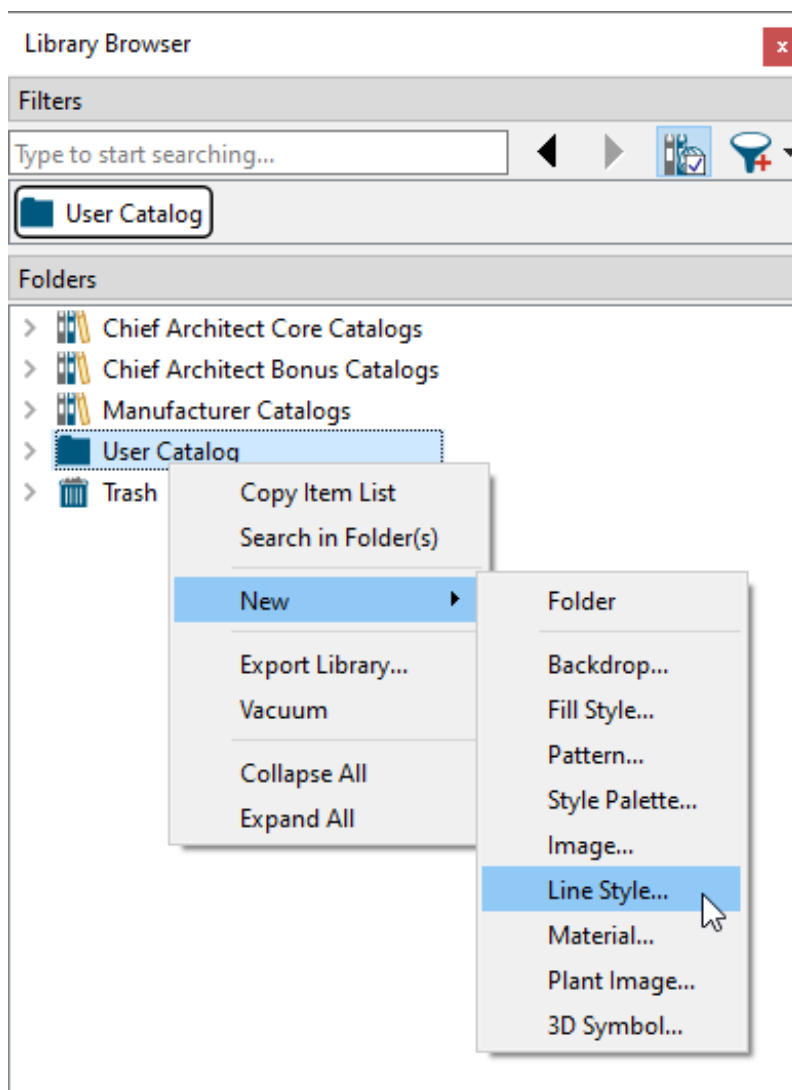 Library Browser
x
Filters
Type to start searching...
User Catalog
Folders
Chief Architect Core Catalogs
Chief Architect Bonus Catalogs
Manufacturer Catalogs
User Catalog
Trash
Copy Item List
Search in Folder(s)
New
Export Library...
Vacuum
Collapse All
Expand All
Folder
Backdrop...
Fill Style...
Pattern...
Style Palette...
Image...
Line Style...
Material...
Plant Image...
3D Symbol...